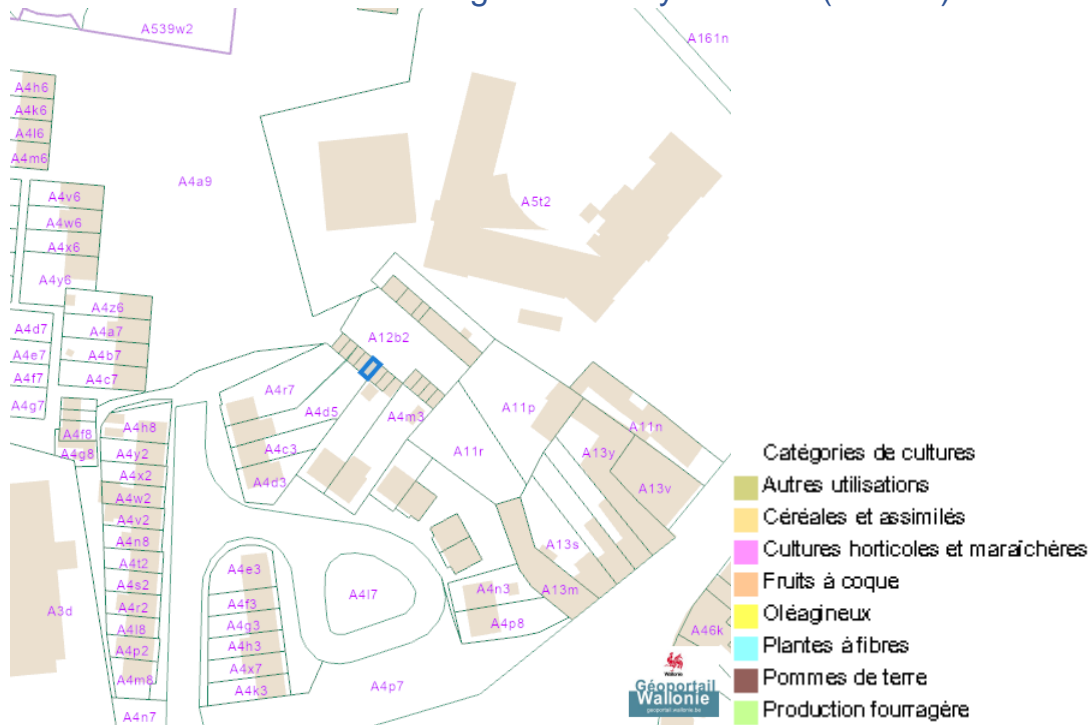 A539w2
A161n
A4h6
A4k6
A4l6
A4m6
A4a9
A4v6
A4w6
A4x6
A4y6
A5t2
A4z6
A4a7
A4b7
A4c7
A4d7
A4e7
A4f7
A4g7
A12b2
A4r7
A4d5
A4m3
A4c3
A4d3
A11p
A11n
A11r
A13y
A13v
A4f8
A4g8
A4h8
A4y2
A4x2
A4w2
A4v2
A4n8
A4t2
A4s2
A4r2
A4l8
A4p2
A4m8
A4n7
A3d
A13s
A13m
A4e3
A4f3
A4g3
A4h3
A4x7
A4k3
A4l7
A4n3
A4p8
A4p7
A46k
Wallonie
Géoportail
Wallonie
geoportail.wallonie.be
Catégories de cultures
Autres utilisations
Céréales et assimilés
Cultures horticoles et maraîchères
Fruits à coque
Oléagineux
Plantes à fibres
Pommes de terre
Production fourragère